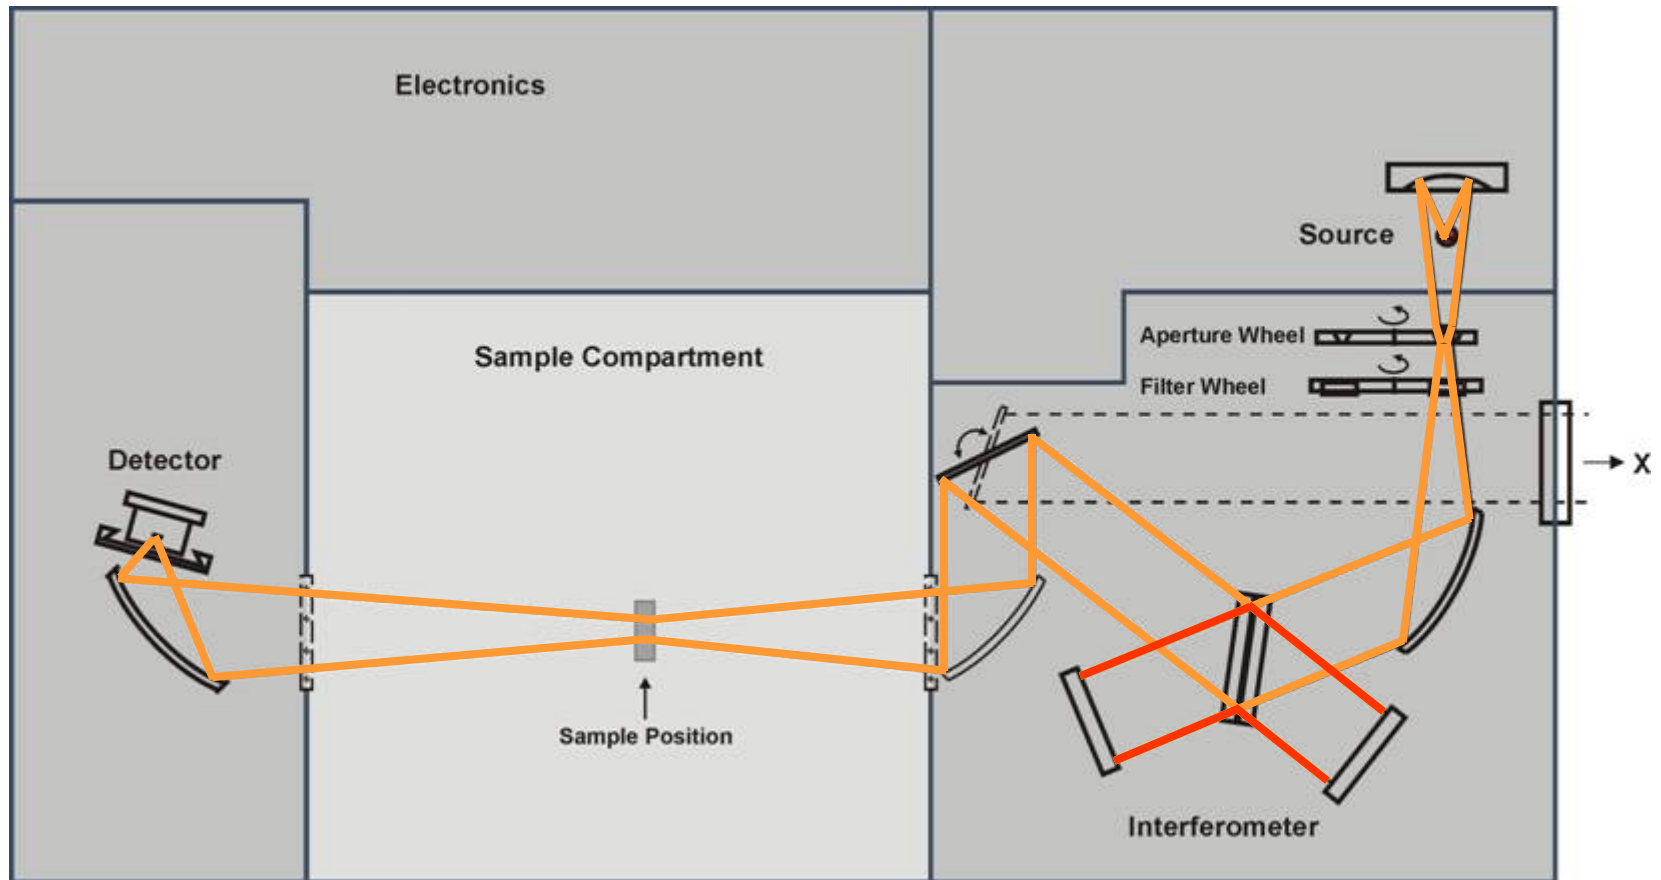 Electronics
Source
Aperture Wheel
Sample Compartment
Filter Wheel
Detector
X
Sample Position
Interferometer